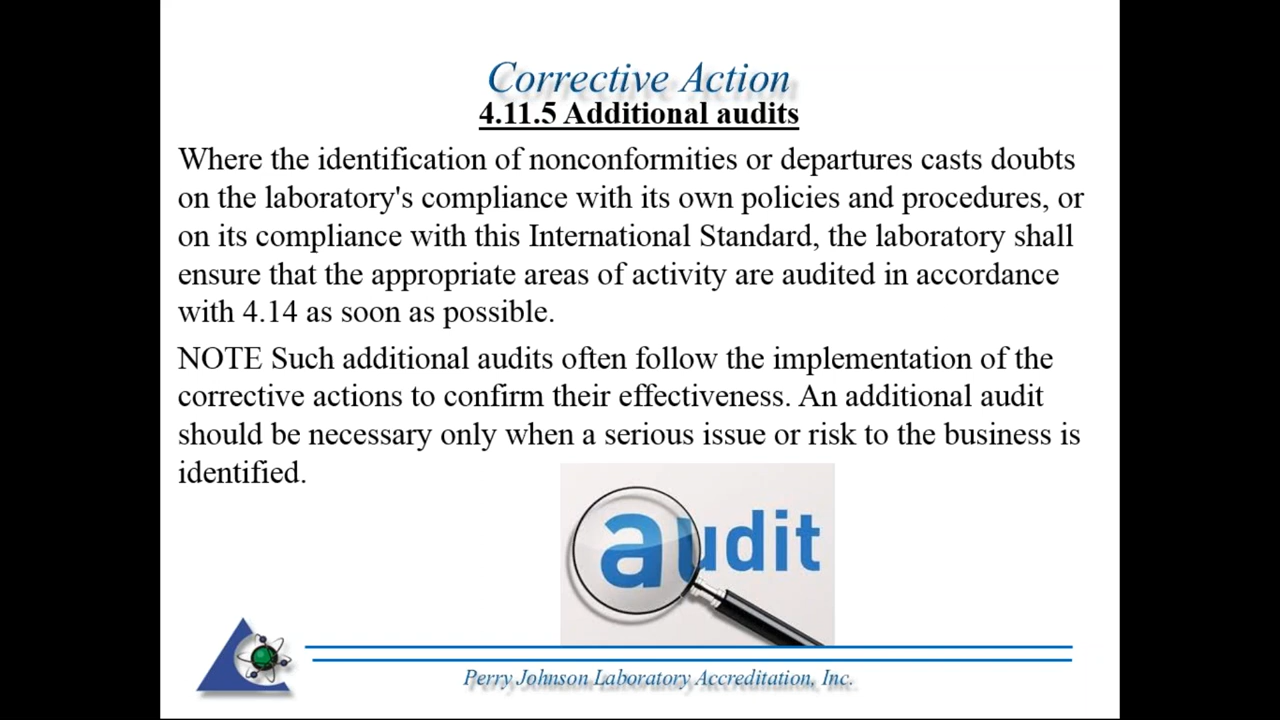 Corrective Action
4.11.5 Additional audits
Where the identification of nonconformities or departures casts doubts
on the laboratory's compliance with its own policies and procedures, or
on its compliance with this International Standard, the laboratory shall
ensure that the appropriate areas of activity are audited in accordance
with 4.14 as soon as possible.
NOTE Such additional audits often follow the implementation of the
corrective actions to confirm their effectiveness. An additional audit
should be necessary only when a serious issue or risk to the business is
identified.
audit
Perry Johnson Laboratory Accreditation, Inc.